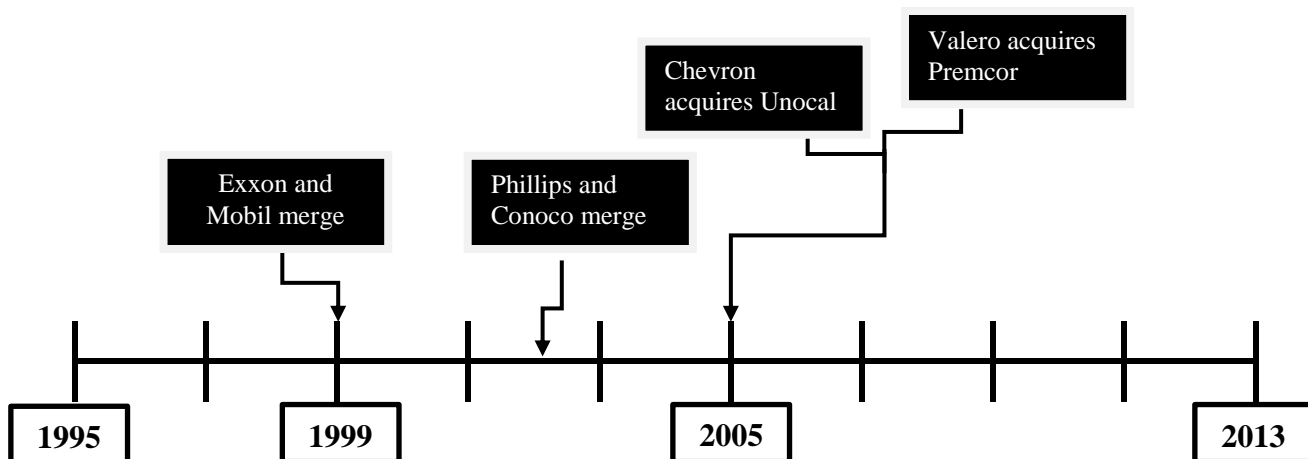 Valero acquires
Premcor
Chevron
acquires Unocal
Exxon and
Mobil merge
Phillips and
Conoco merge
1995
1999
2005
2013